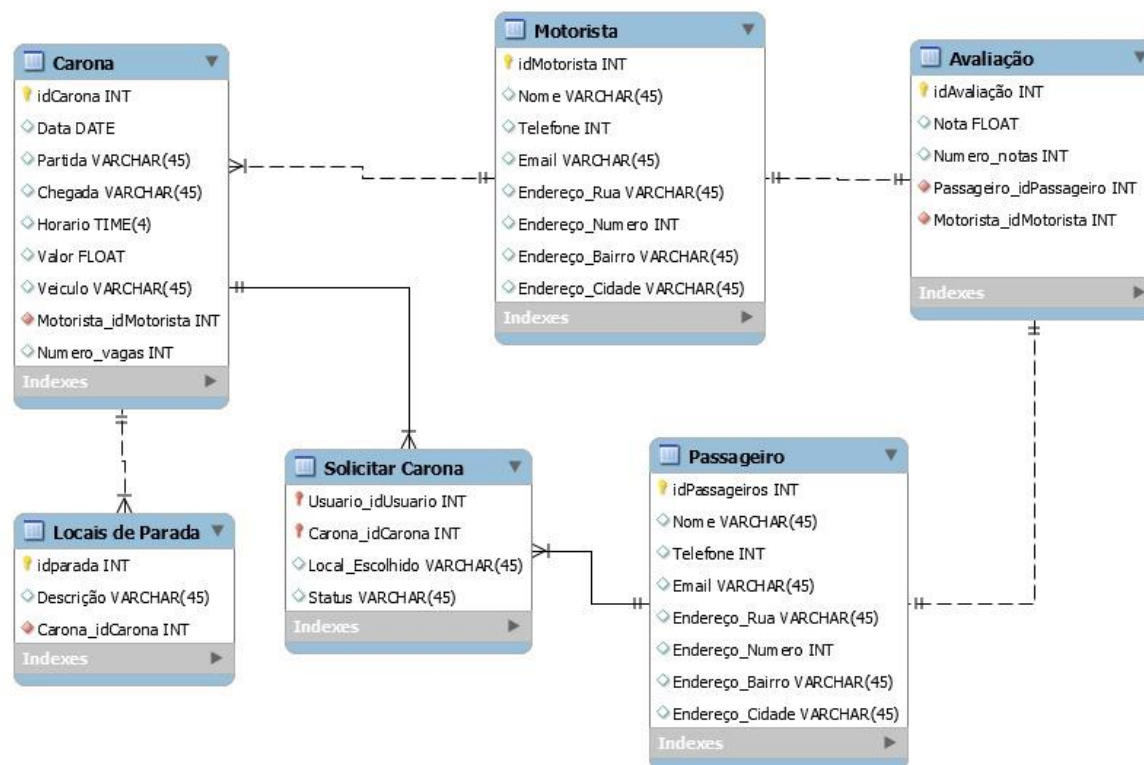 Carona
idCarona INT
Data DATE
Partida VARCHAR(45)
Chegada VARCHAR(45)
Horario TIME(4)
Valor FLOAT
Veiculo VARCHAR(45)
Motorista_idMotorista INT
Numero_vagas INT
Indexes
Motorista
idMotorista INT
Nome VARCHAR(45)
Telefone INT
Email VARCHAR(45)
Endereço_Rua VARCHAR(45)
Endereço_Numero INT
Endereço_Bairro VARCHAR(45)
Endereço_Cidade VARCHAR(45)
Indexes
Avaliação
idAvaliação INT
Nota FLOAT
Numero_notas INT
Passageiro_idPassageiro INT
Motorista_idMotorista INT
Indexes
Locais de Parada
idparada INT
Descrição VARCHAR(45)
Carona_idCarona INT
Indexes
Solicitar Carona
Usuario_idUsuario INT
Carona_idCarona INT
Local_Escolhido VARCHAR(45)
Status VARCHAR(45)
Indexes
Passageiro
idPassageiros INT
Nome VARCHAR(45)
Telefone INT
Email VARCHAR(45)
Endereço_Rua VARCHAR(45)
Endereço_Numero INT
Endereço_Bairro VARCHAR(45)
Endereço_Cidade VARCHAR(45)
Indexes